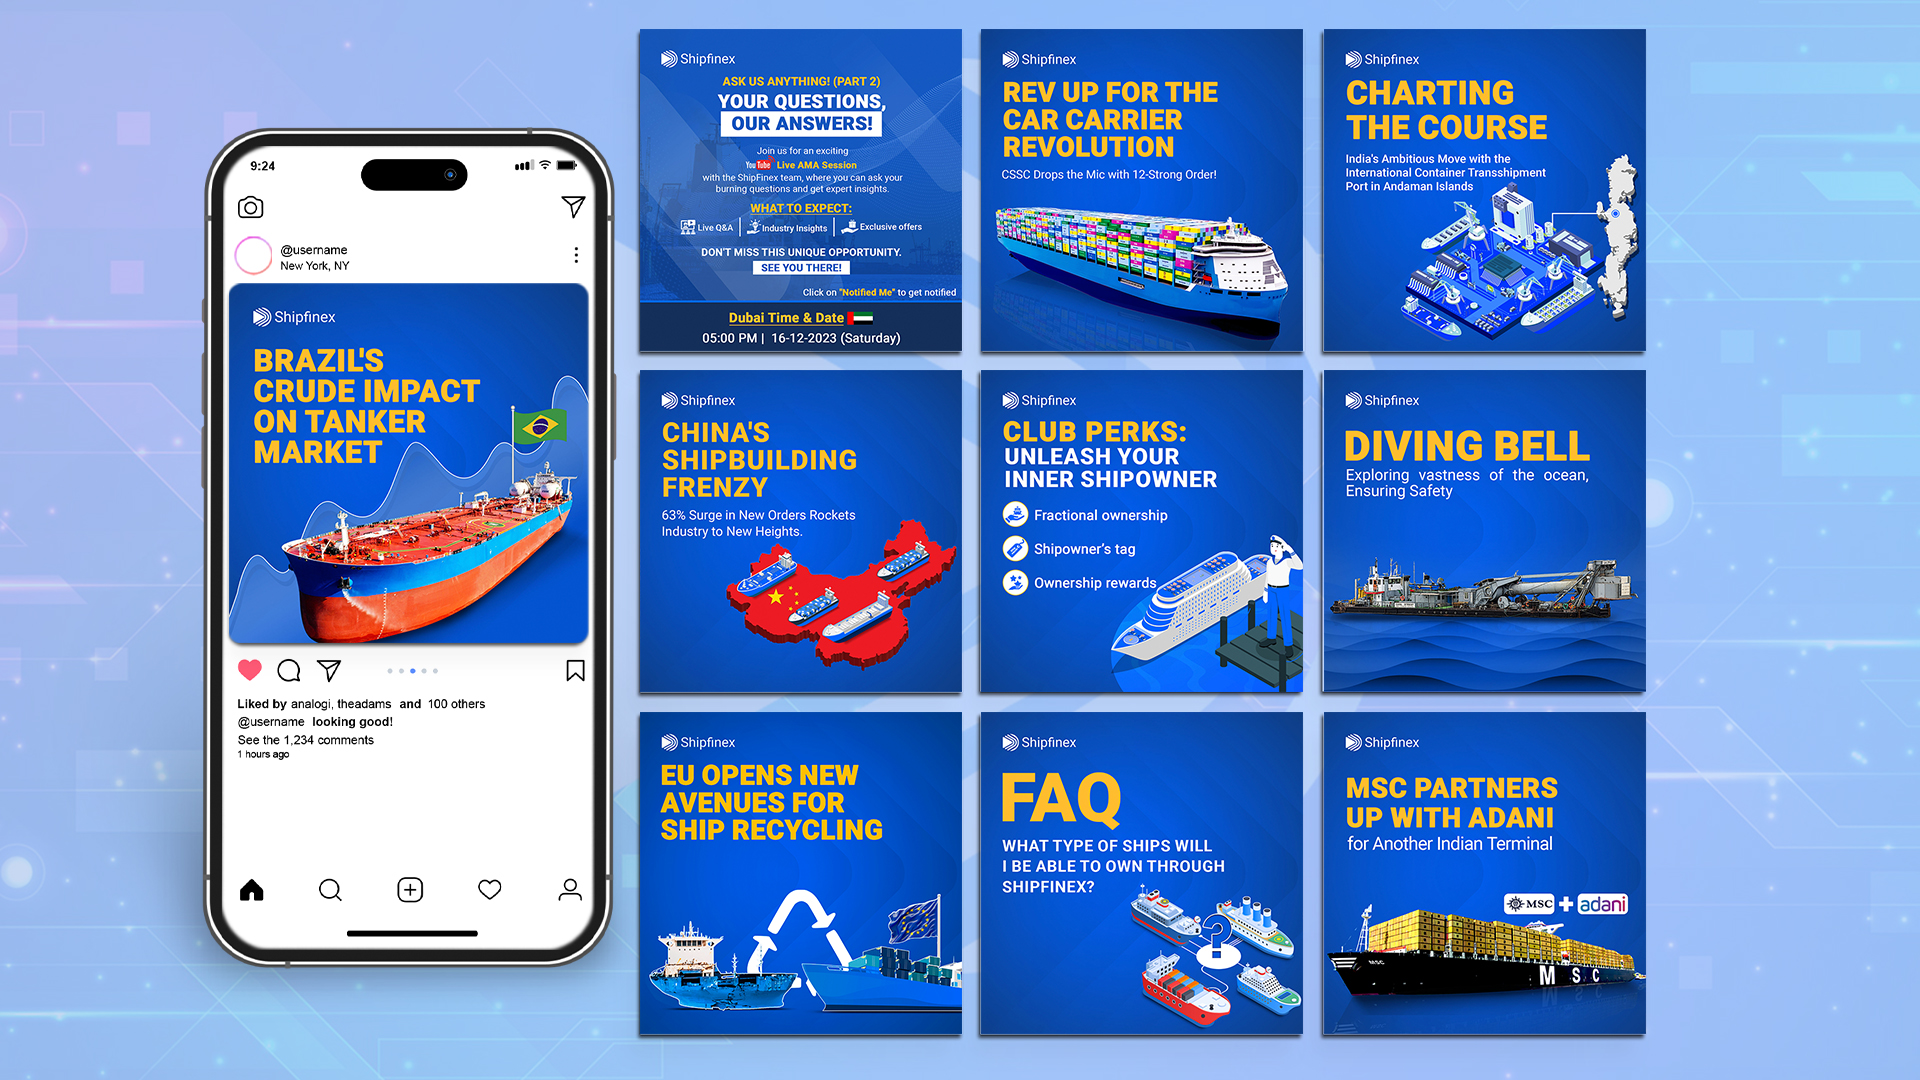 9:24
@username
New York, NY
Shipfinex
BRAZIL'S
CRUDE IMPACT
ON TANKER
MARKET
Liked by analogi, theadams and 100 others
@username looking good!
See the 1,234 comments
1 hours ago
Shipfinex
ASK US ANYTHING! (PART 2)
YOUR QUESTIONS,
OUR ANSWERS!
Join us for an exciting
YouTube Live AMA Session
with the ShipFinex team, where you can ask your
burning questions and get expert insights.
WHAT TO EXPECT:
Live Q&A
Industry Insights
Exclusive offers
DON'T MISS THIS UNIQUE OPPORTUNITY.
SEE YOU THERE!
Click on "Notified Me" to get notified
Dubai Time & Date
05:00 PM | 16-12-2023 (Saturday)
Shipfinex
REV UP FOR THE
CAR CARRIER
REVOLUTION
CSSC Drops the Mic with 12-Strong Order!
Shipfinex
CHARTING
THE COURSE
India's Ambitious Move with the
International Container Transshipment
Port in Andaman Islands
Shipfinex
CHINA'S
SHIPBUILDING
FRENZY
63% Surge in New Orders Rockets
Industry to New Heights.
Shipfinex
CLUB PERKS:
UNLEASH YOUR
INNER SHIPOWNER
Fractional ownership
Shipowner's tag
Ownership rewards
Shipfinex
DIVING BELL
Exploring vastness of the ocean,
Ensuring Safety
Shipfinex
EU OPENS NEW
AVENUES FOR
SHIP RECYCLING
Shipfinex
FAQ
WHAT TYPE OF SHIPS WILL
I BE ABLE TO OWN THROUGH
SHIPFINEX?
?
Shipfinex
MSC PARTNERS
UP WITH ADANI
for Another Indian Terminal
MSC + adani
MSC
M S C